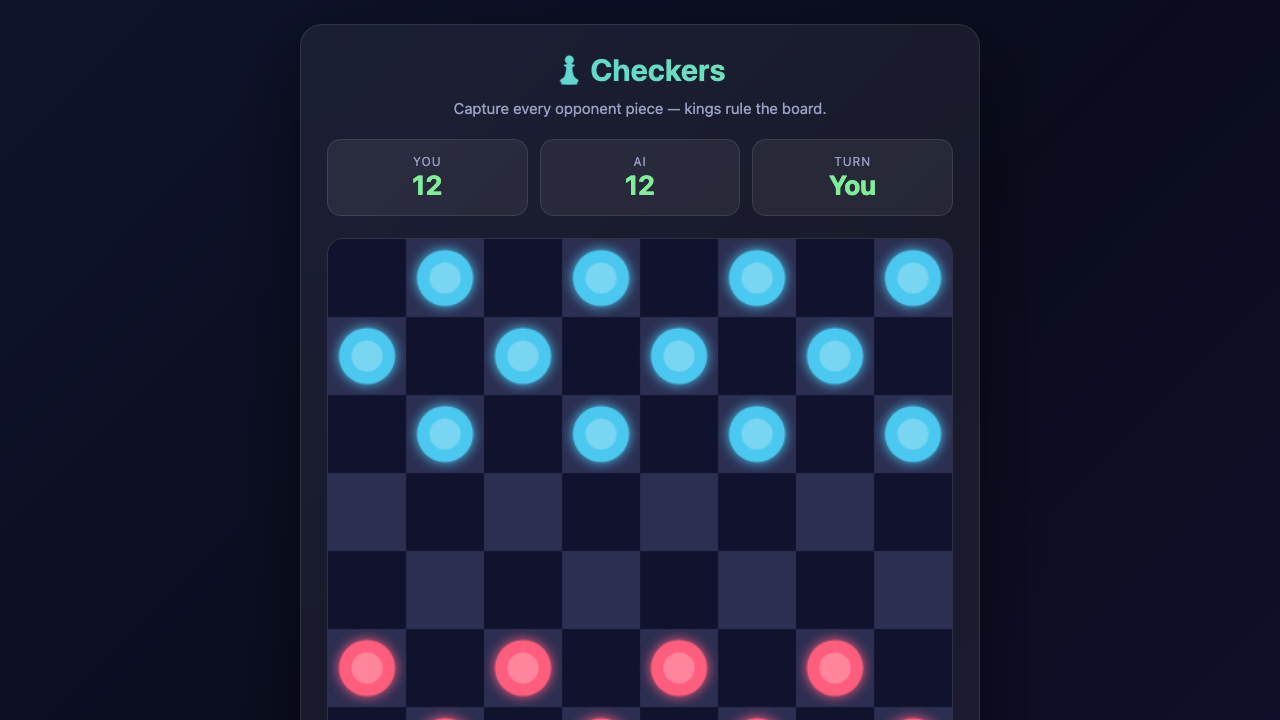 ♟ Checkers
Capture every opponent piece — kings rule the board.
YOU
12
AI
12
TURN
You